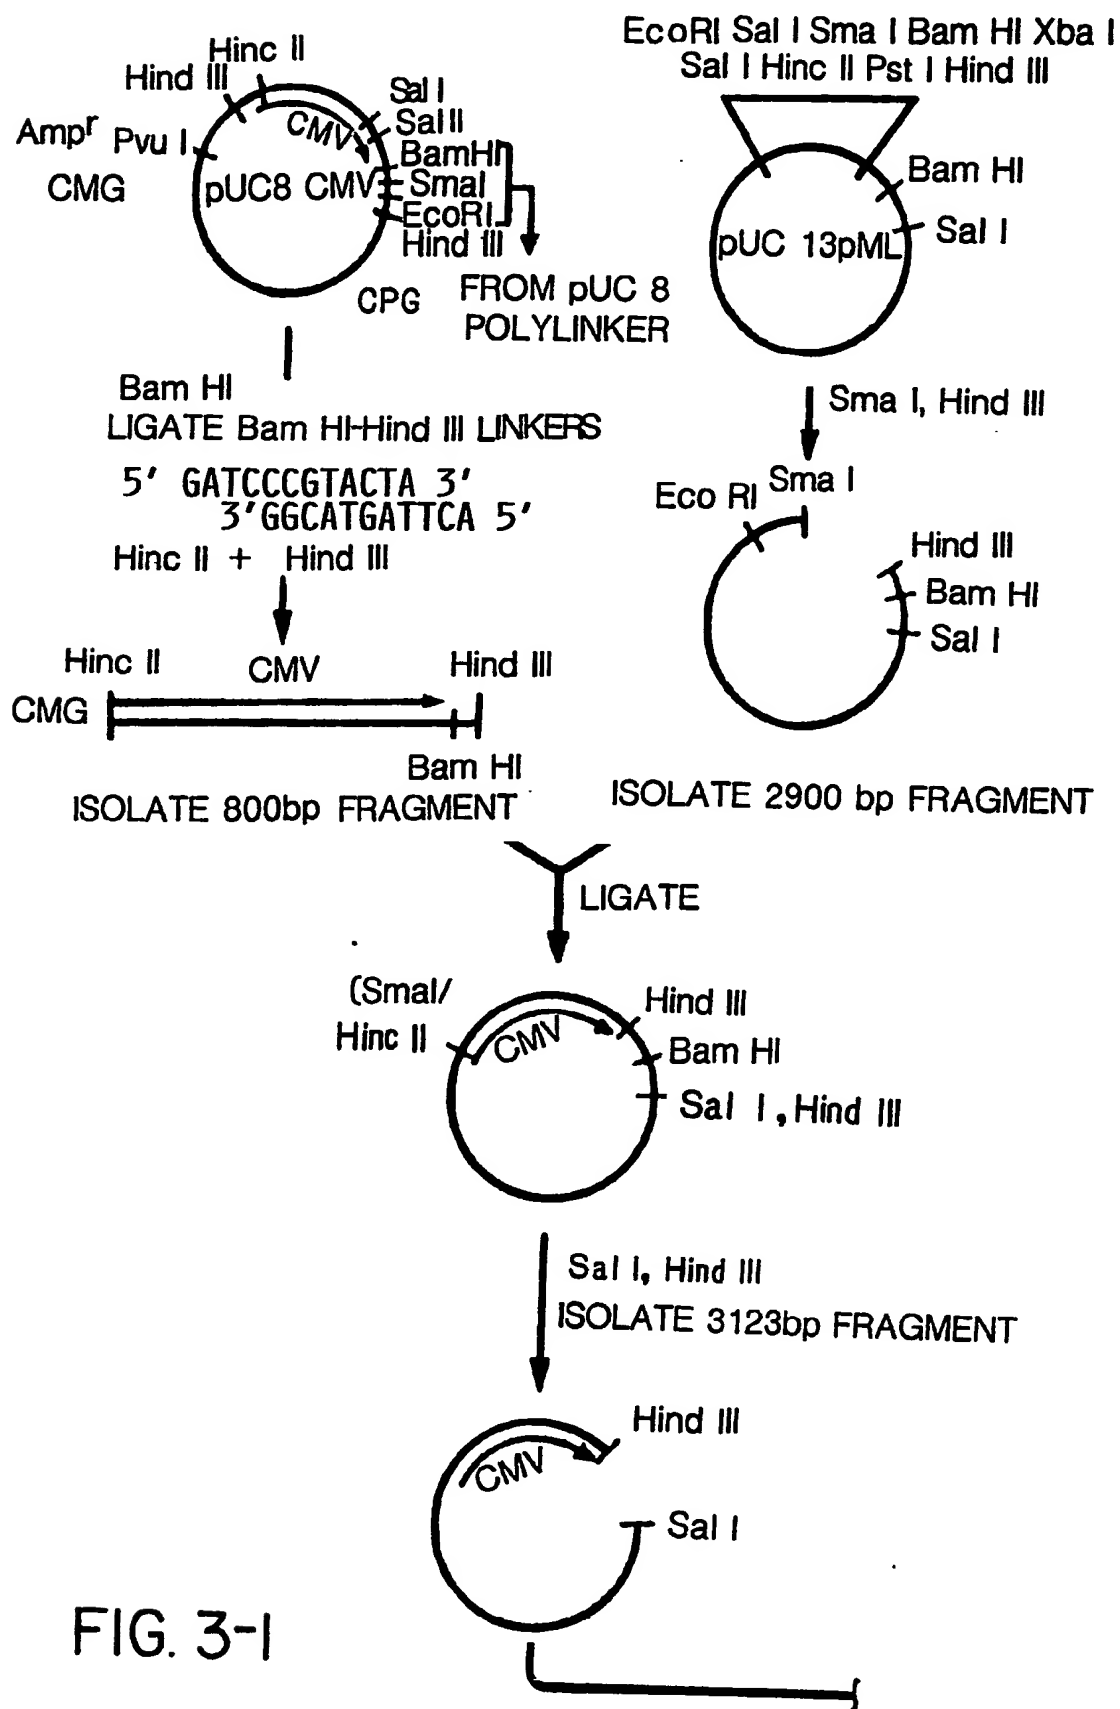 Hinc II
Hind III
Sal I
Sal II
Ampr
Pvu I
CMV
BamHI
CMG
pUC8 CMV
SmaI
EcoRI
Hind III
CPG
FROM pUC 8
POLYLINKER
Bam HI
LIGATE Bam HI-Hind III LINKERS
5' GATCCCGTACTA 3'
3'GGCATGATTCA 5'
Hinc II + Hind III
Hinc II
CMV
Hind III
CMG
Bam HI
ISOLATE 800bp FRAGMENT
EcoRI Sal I Sma I Bam HI Xba I
Sal I Hinc II Pst I Hind III
Bam HI
pUC 13pML
Sal I
Sma I, Hind III
Eco RI
Sma I
Hind III
Bam HI
Sal I
ISOLATE 2900 bp FRAGMENT
LIGATE
(SmaI/
Hinc II
CMV
Hind III
Bam HI
Sal I , Hind III
Sal I, Hind III
ISOLATE 3123bp FRAGMENT
Hind III
CMV
Sal I
FIG. 3-1